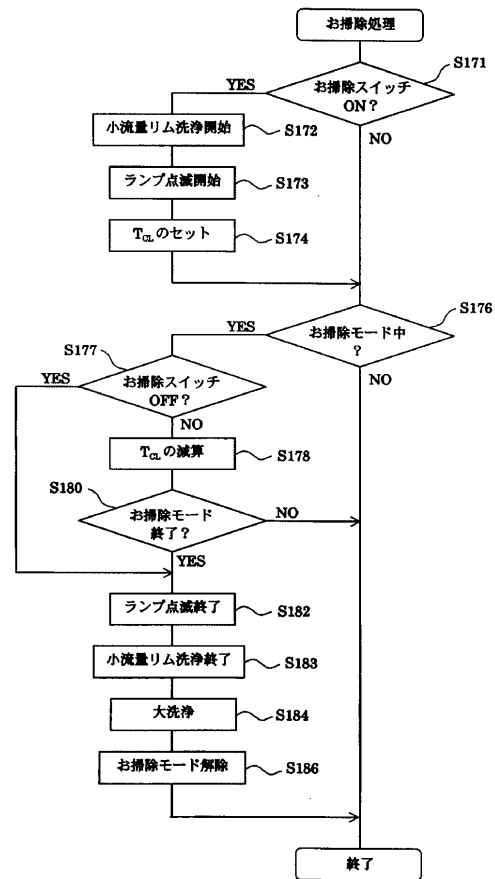 お掃除処理
S171
お掃除スイッチ
ON?
YES
NO
小流量リム洗浄開始
S172
ランプ点滅開始
S173
TCLのセット
S174
S176
お掃除モード中
?
YES
NO
S177
お掃除スイッチ
OFF?
YES
NO
TCLの減算
S178
S180
お掃除モード
終了?
NO
YES
ランプ点滅終了
S182
小流量リム洗浄終了
S183
大洗浄
S184
お掃除モード解除
S186
終了